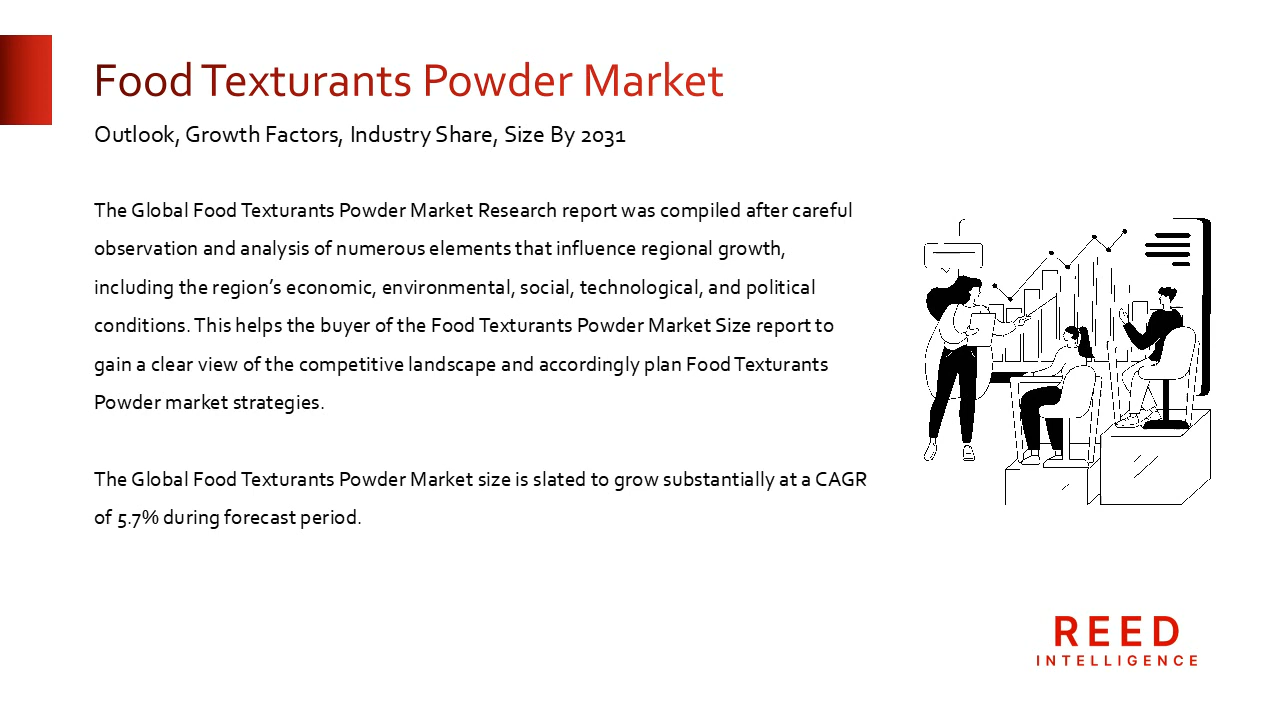 Food Texturants Powder Market
Outlook, Growth Factors, Industry Share, Size By 2031
The Global Food Texturants Powder Market Research report was compiled after careful
observation and analysis of numerous elements that influence regional growth,
including the region’s economic, environmental, social, technological, and political
conditions. This helps the buyer of the Food Texturants Powder Market Size report to
gain a clear view of the competitive landscape and accordingly plan Food Texturants
Powder market strategies.
The Global Food Texturants Powder Market size is slated to grow substantially at a CAGR
of 5.7% during forecast period.
REED
INTELLIGENCE